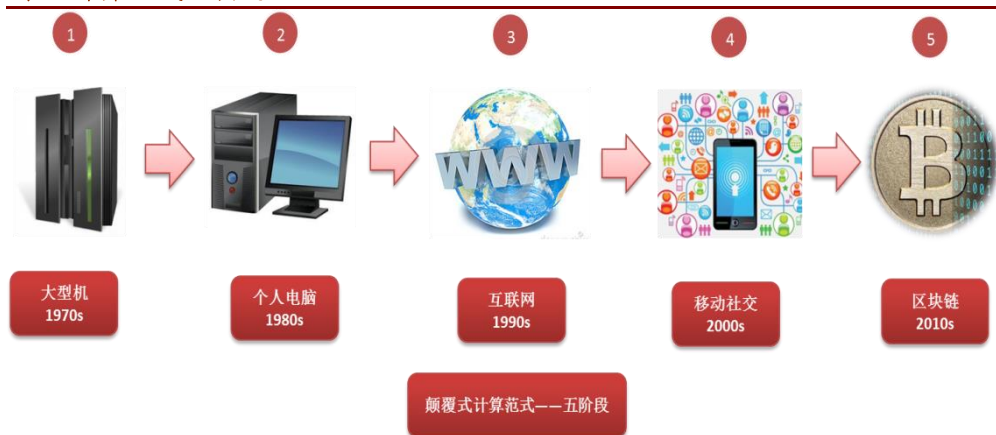 1
2
3
4
5
WWW
大型机
1970s
个人电脑
1980s
互联网
1990s
移动社交
2000s
区块链
2010s
颠覆式计算范式——五阶段